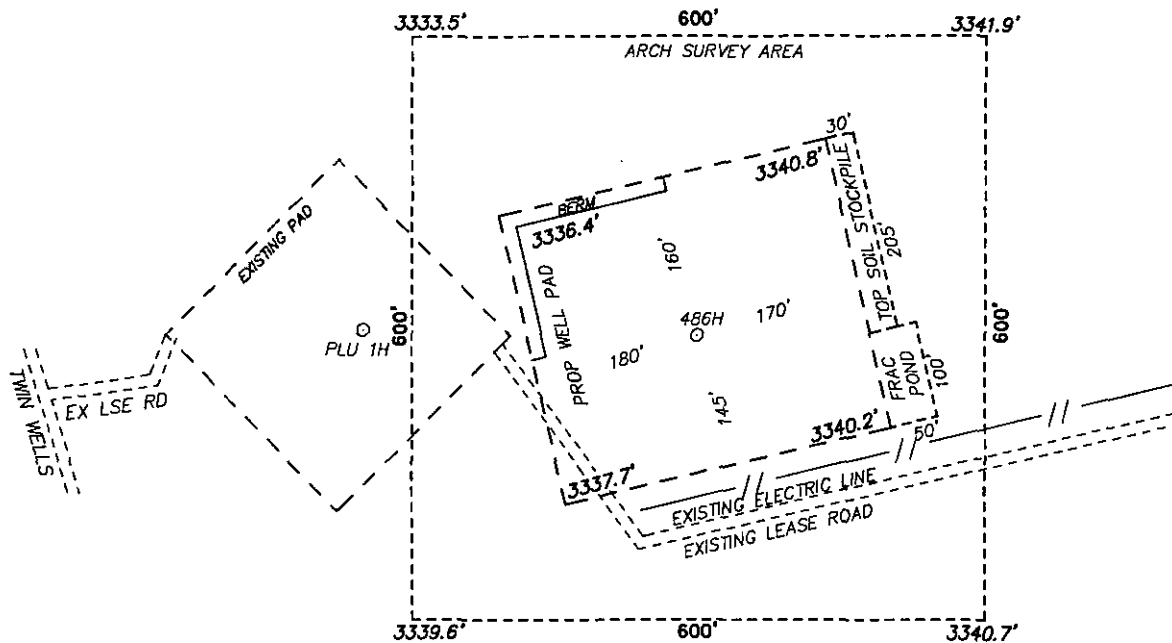 600'
3333.5'
3341.9'
ARCH SURVEY AREA
30'
3340.8'
TOP SOIL STOCKPILE
205'
BERM
3336.4'
EXISTING PAD
160'
PROP WELL PAD
170'
486H
600'
PLU 1H
600'
180'
FRAC
POND
100'
TWIN WELLS
EX LSE RD
145'
3340.2'
50'
3337.7'
EXISTING ELECTRIC LINE
EXISTING LEASE ROAD
3339.6'
600'
3340.7'